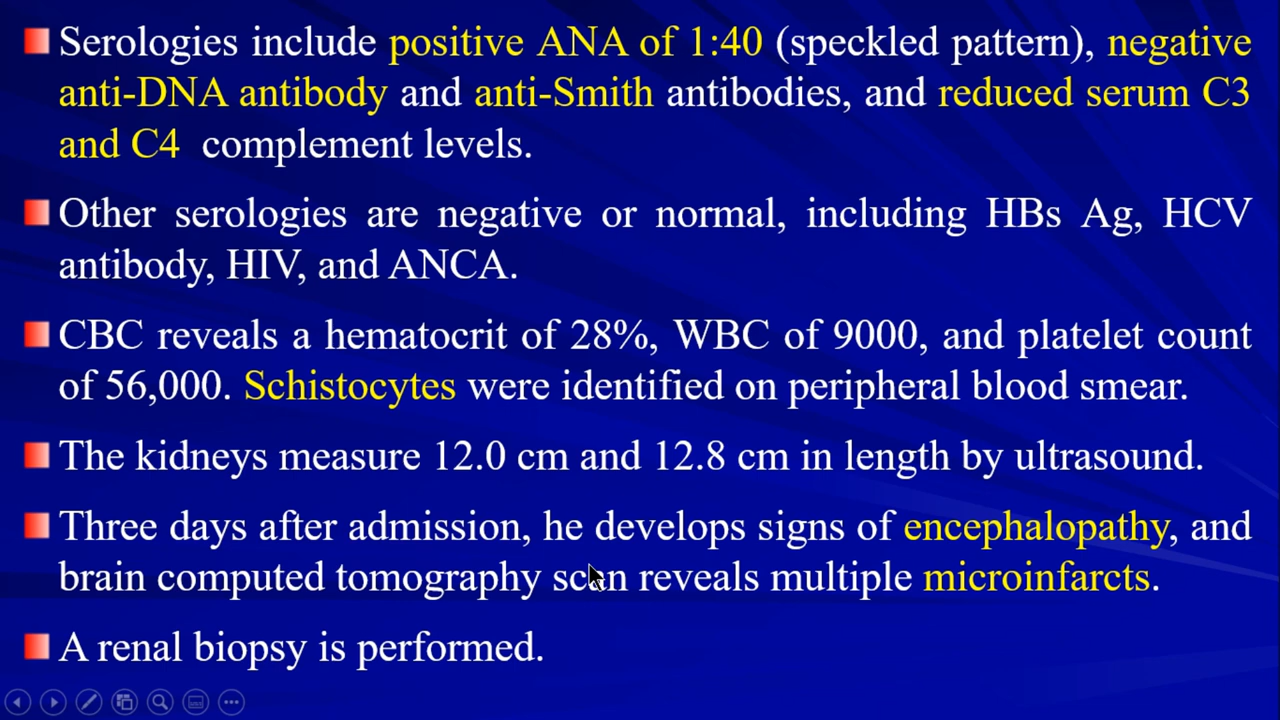 Serologies include positive ANA of 1:40 (speckled pattern), negative
anti-DNA antibody and anti-Smith antibodies, and reduced serum C3
and C4 complement levels.
Other serologies are negative or normal, including HBs Ag, HCV
antibody, HIV, and ANCA.
CBC reveals a hematocrit of 28%, WBC of 9000, and platelet count
of 56,000. Schistocytes were identified on peripheral blood smear.
The kidneys measure 12.0 cm and 12.8 cm in length by ultrasound.
Three days after admission, he develops signs of encephalopathy, and
brain computed tomography scan reveals multiple microinfarcts.
A renal biopsy is performed.